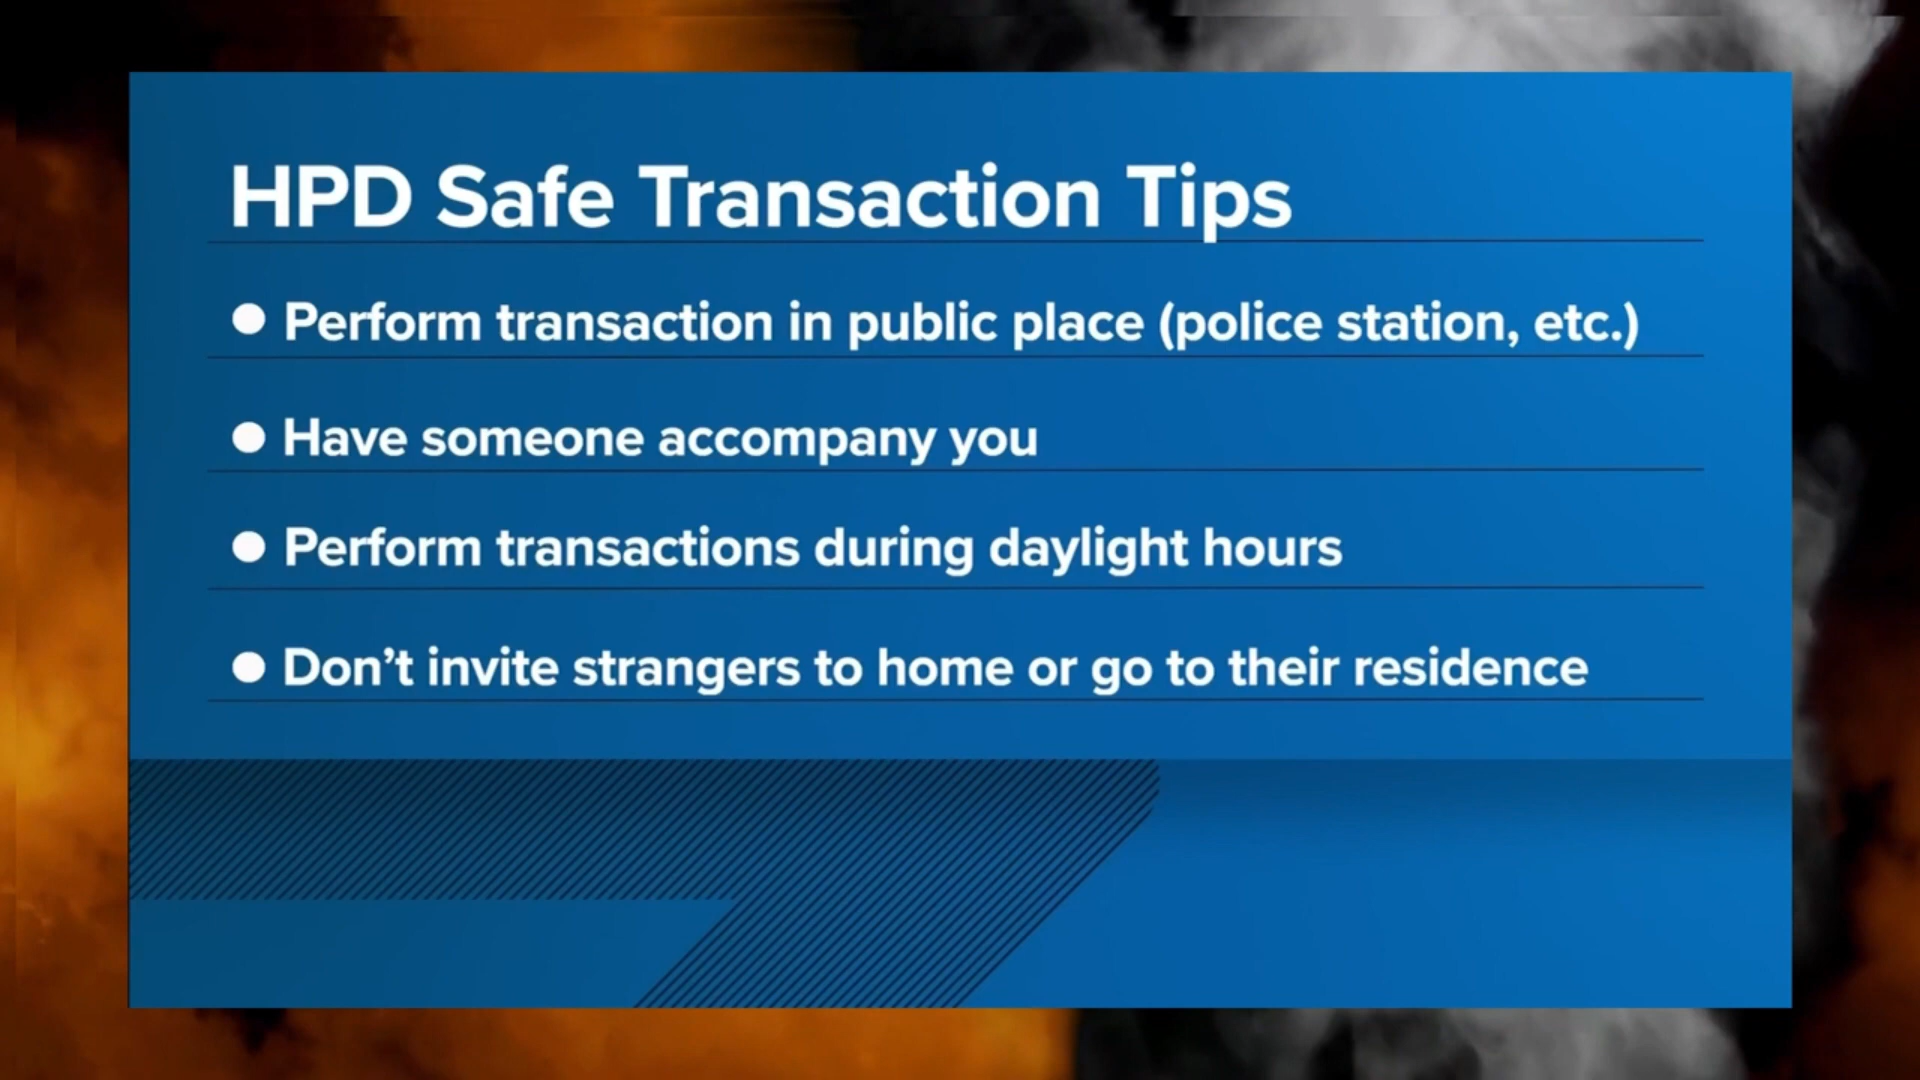 HPD Safe Transaction Tips
● Perform transaction in public place (police station, etc.)
● Have someone accompany you
● Perform transactions during daylight hours
● Don’t invite strangers to home or go to their residence